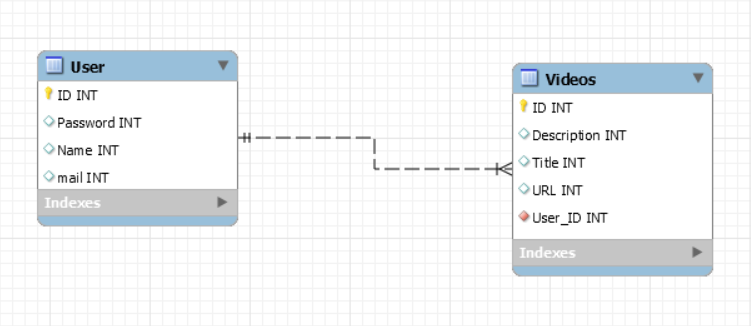 User
ID INT
Password INT
Name INT
mail INT
Indexes
Videos
ID INT
Description INT
Title INT
URL INT
User_ID INT
Indexes